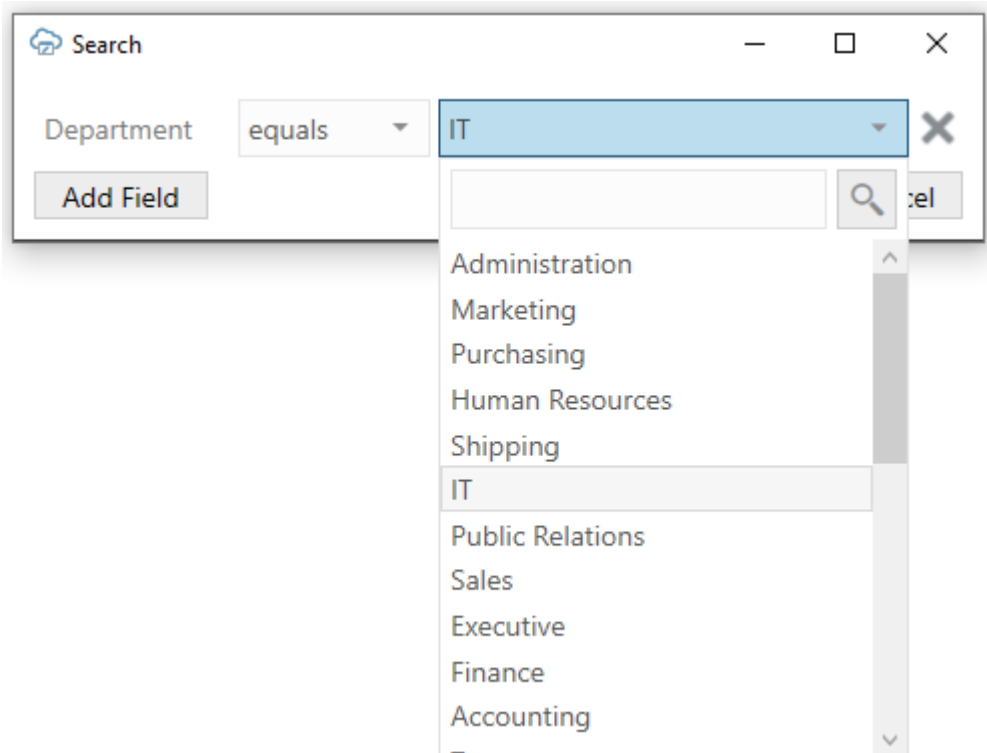 Search
Department equals IT
Add Field cel
Administration
Marketing
Purchasing
Human Resources
Shipping
IT
Public Relations
Sales
Executive
Finance
Accounting